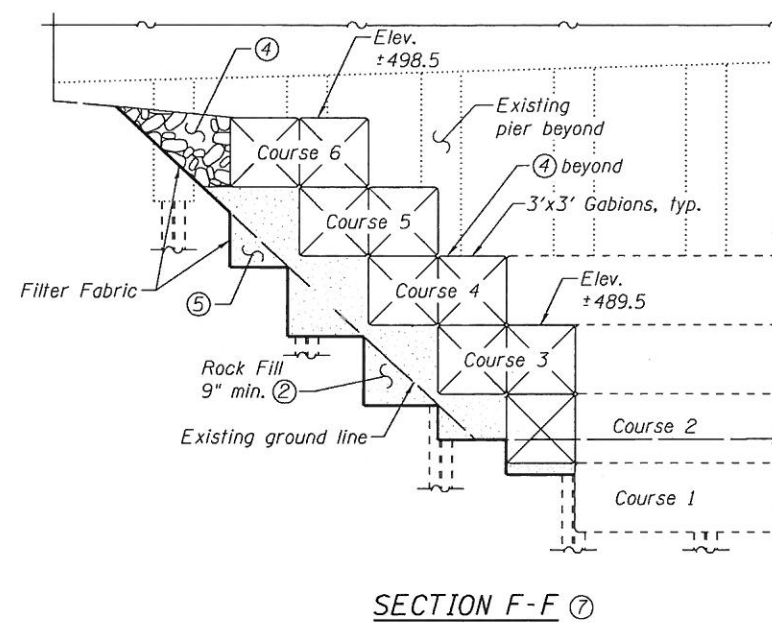 ④
Elev.
±498.5
Existing
pier beyond
Course 6
④ beyond
3'x3' Gabions, typ.
Course 5
Filter Fabric
⑤
Course 4
Elev.
±489.5
Rock Fill
9" min. ②
Course 3
Existing ground line
Course 2
Course 1
SECTION F-F ⑦